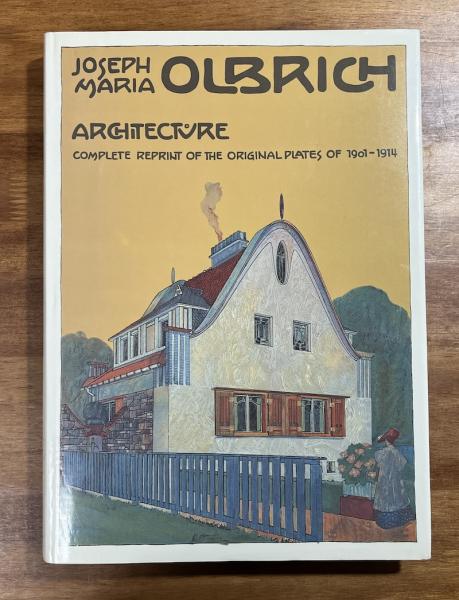 JOSEPH
MARIA OLBRICH
ARCHITECTURE
COMPLETE REPRINT OF THE ORIGINAL PLATES OF 1901–1914